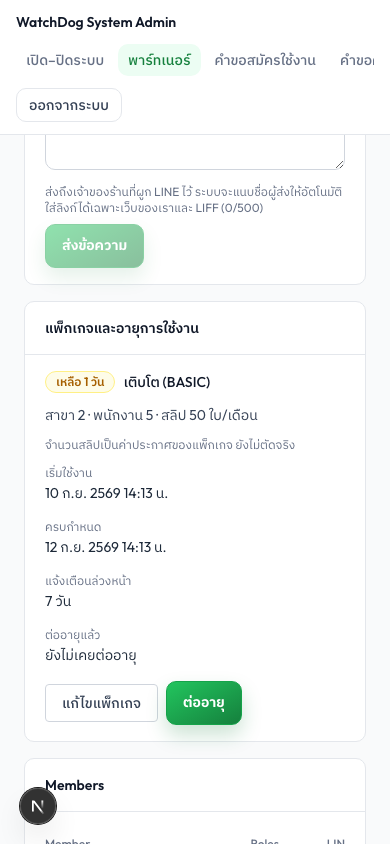 WatchDog System Admin
เปิด–ปิดระบบ พาร์ทเนอร์ คำขอสมัครใช้งาน
ออกจากระบบ
ส่งถึงเจ้าของร้านที่ผูก LINE ไว้ ระบบจะแนบชื่อผู้ส่งให้อัตโนมัติ
ใส่ลิงก์ได้เฉพาะเว็บของเราและ LIFF (0/500)
ส่งข้อความ
แพ็กเกจและอายุการใช้งาน
เหลือ 1 วัน เติบโต (BASIC)
สาขา 2 · พนักงาน 5 · สลิป 50 ใบ/เดือน
จำนวนสลิปเป็นค่าประกาศของแพ็กเกจ ยังไม่ตัดจริง
เริ่มใช้งาน
10 ก.ย. 2569 14:13 น.
ครบกำหนด
12 ก.ย. 2569 14:13 น.
แจ้งเตือนล่วงหน้า
7 วัน
ต่ออายุแล้ว
ยังไม่เคยต่ออายุ
แก้ไขแพ็กเกจ ต่ออายุ
Members
N
Member Roles LIN